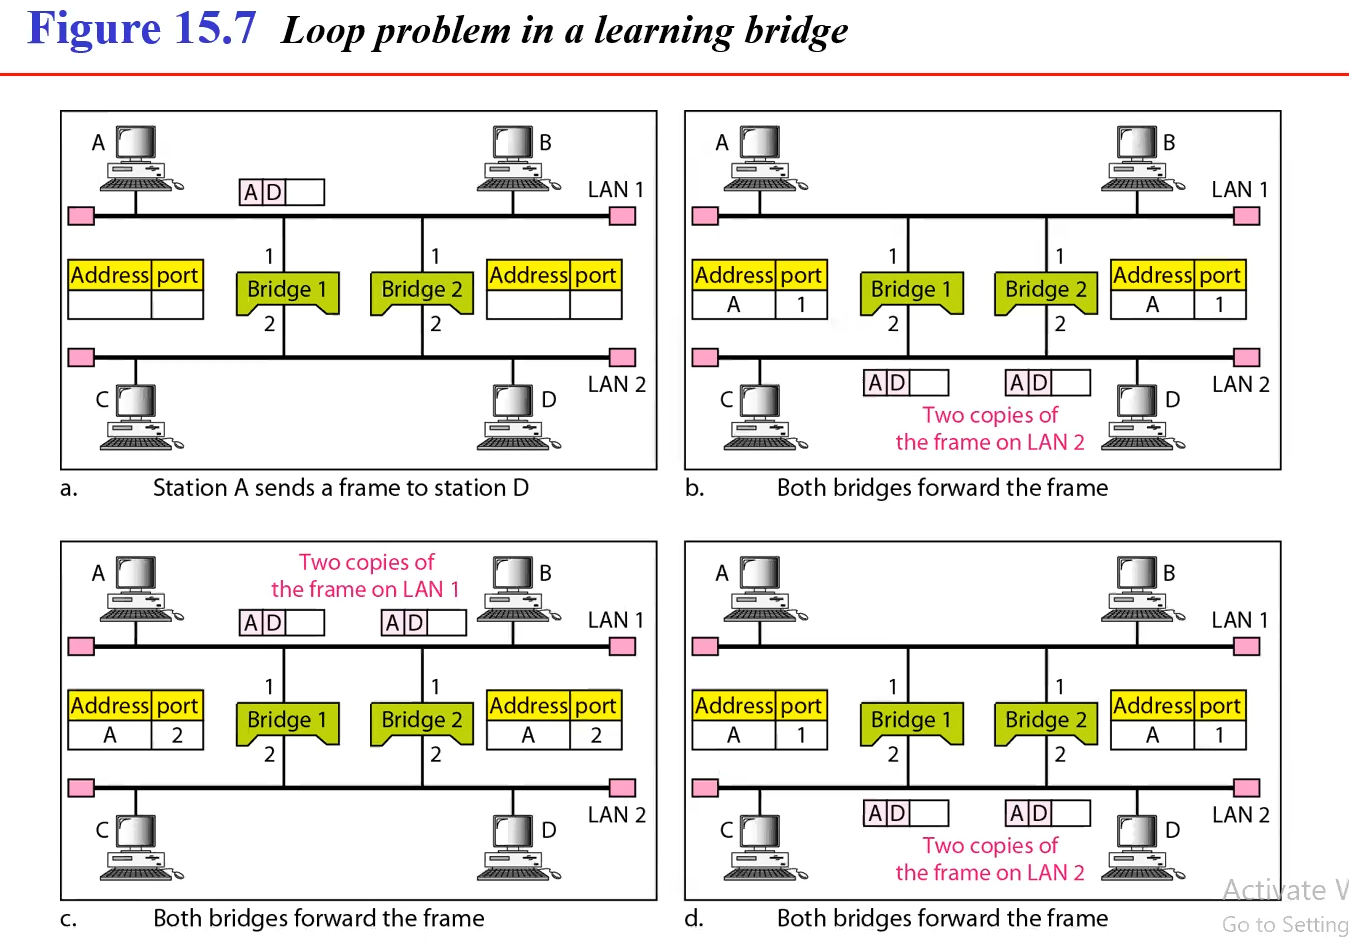 Figure 15.7 Loop problem in a learning bridge
A
B
A D
LAN 1
1
1
Address port
Bridge 1
Bridge 2
Address port
2
2
C
D
LAN 2
a. Station A sends a frame to station D
A
B
LAN 1
1
1
Address port
Bridge 1
Bridge 2
Address port
A 1
A 1
2
2
C
A D
A D
D
LAN 2
Two copies of
the frame on LAN 2
b. Both bridges forward the frame
A
Two copies of
the frame on LAN 1
B
A D
A D
LAN 1
1
1
Address port
Bridge 1
Bridge 2
Address port
A 2
A 2
2
2
C
D
LAN 2
c. Both bridges forward the frame
A
B
LAN 1
1
1
Address port
Bridge 1
Bridge 2
Address port
A 1
A 1
2
2
C
A D
A D
D
LAN 2
Two copies of
the frame on LAN 2
d. Both bridges forward the frame
Activate
Go to Setting